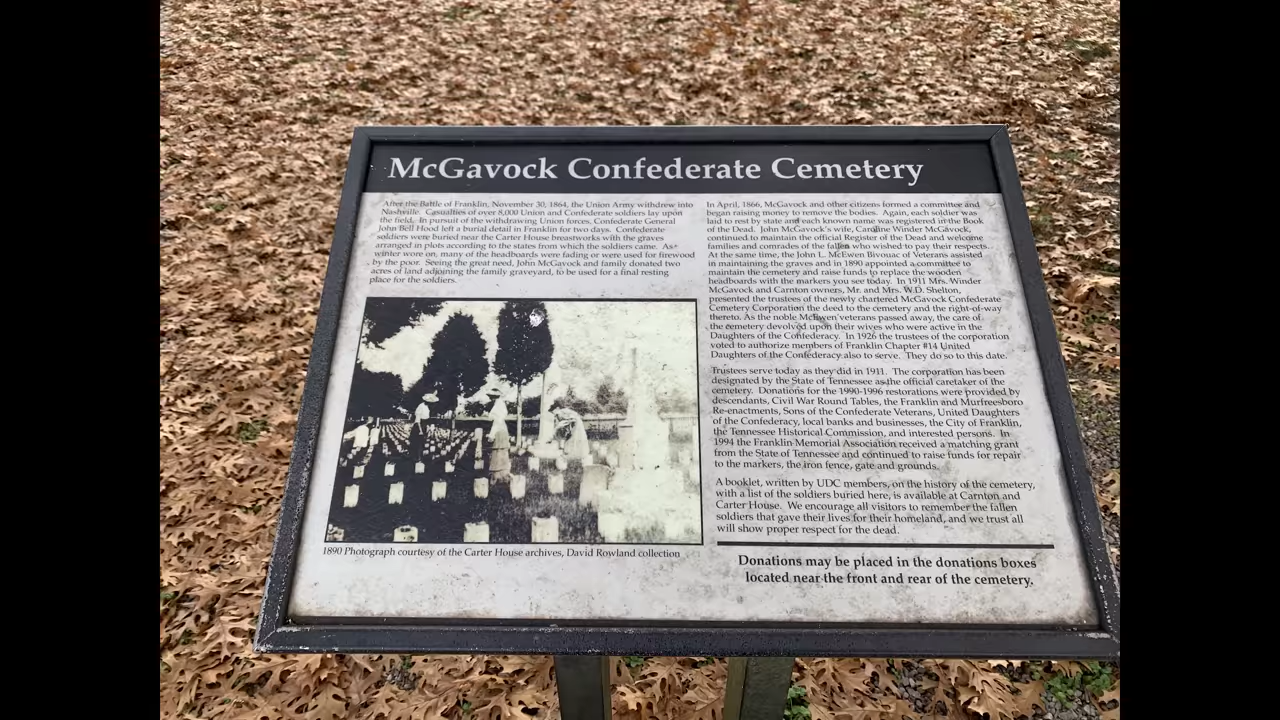 McGavock Confederate Cemetery
After the Battle of Franklin, November 30, 1864, the Union Army withdrew into
Nashville. Casualties of over 8,000 Union and Confederate soldiers lay upon
the field. In pursuit of the withdrawing Union forces, Confederate General
John Bell Hood left a burial detail in Franklin for two days. Confederate
soldiers were buried near the Carter House breastworks with the graves
arranged in plots according to the states from which the soldiers came. As
winter wore on, many of the headboards were fading or were used for firewood
by the poor. Seeing the great need, John McGavock and family donated two
acres of land adjoining the family graveyard, to be used for a final resting
place for the soldiers.
1890 Photograph courtesy of the Carter House archives, David Rowland collection
In April, 1866, McGavock and other citizens formed a committee and
began raising money to remove the bodies. Again, each soldier was
laid to rest by state and each known name was registered in the Book
of the Dead. John McGavock's wife, Caroline Winder McGavock,
continued to maintain the official Register of the Dead and welcome
families and comrades of the fallen who wished to pay their respects.
At the same time, the John L. McEwen Bivouac of Veterans assisted
in maintaining the graves and in 1890 appointed a committee to
maintain the cemetery and raise funds to replace the wooden
headboards with the markers you see today. In 1911 Mrs. Winder
McGavock and Carnton owners, Mr. and Mrs. W.D. Shelton,
presented the trustees of the newly chartered McGavock Confederate
Cemetery Corporation the deed to the cemetery and the right-of-way
thereto. As the noble McEwen veterans passed away, the care of
the cemetery devolved upon their wives who were active in the
Daughters of the Confederacy. In 1926 the trustees of the corporation
voted to authorize members of Franklin Chapter #14 United
Daughters of the Confederacy also to serve. They do so to this date.
Trustees serve today as they did in 1911. The corporation has been
designated by the State of Tennessee as the official caretaker of the
cemetery. Donations for the 1990-1996 restorations were provided by
descendants, Civil War Round Tables, the Franklin and Murfreesboro
Re-enactments, Sons of the Confederate Veterans, United Daughters
of the Confederacy, local banks and businesses, the City of Franklin,
the Tennessee Historical Commission, and interested persons. In
1994 the Franklin Memorial Association received a matching grant
from the State of Tennessee and continued to raise funds for repair
to the markers, the iron fence, gate and grounds.
A booklet, written by UDC members, on the history of the cemetery,
with a list of the soldiers buried here, is available at Carnton and
Carter House. We encourage all visitors to remember the fallen
soldiers that gave their lives for their homeland, and we trust all
will show proper respect for the dead.
Donations may be placed in the donations boxes
located near the front and rear of the cemetery.